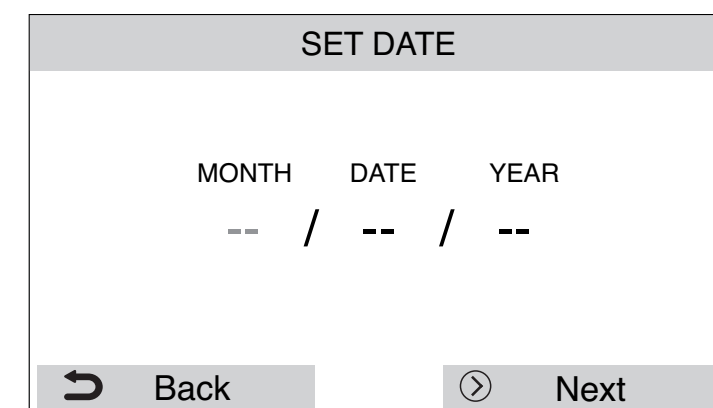 SET DATE
MONTH DATE YEAR
-- / -- / --
Back Next